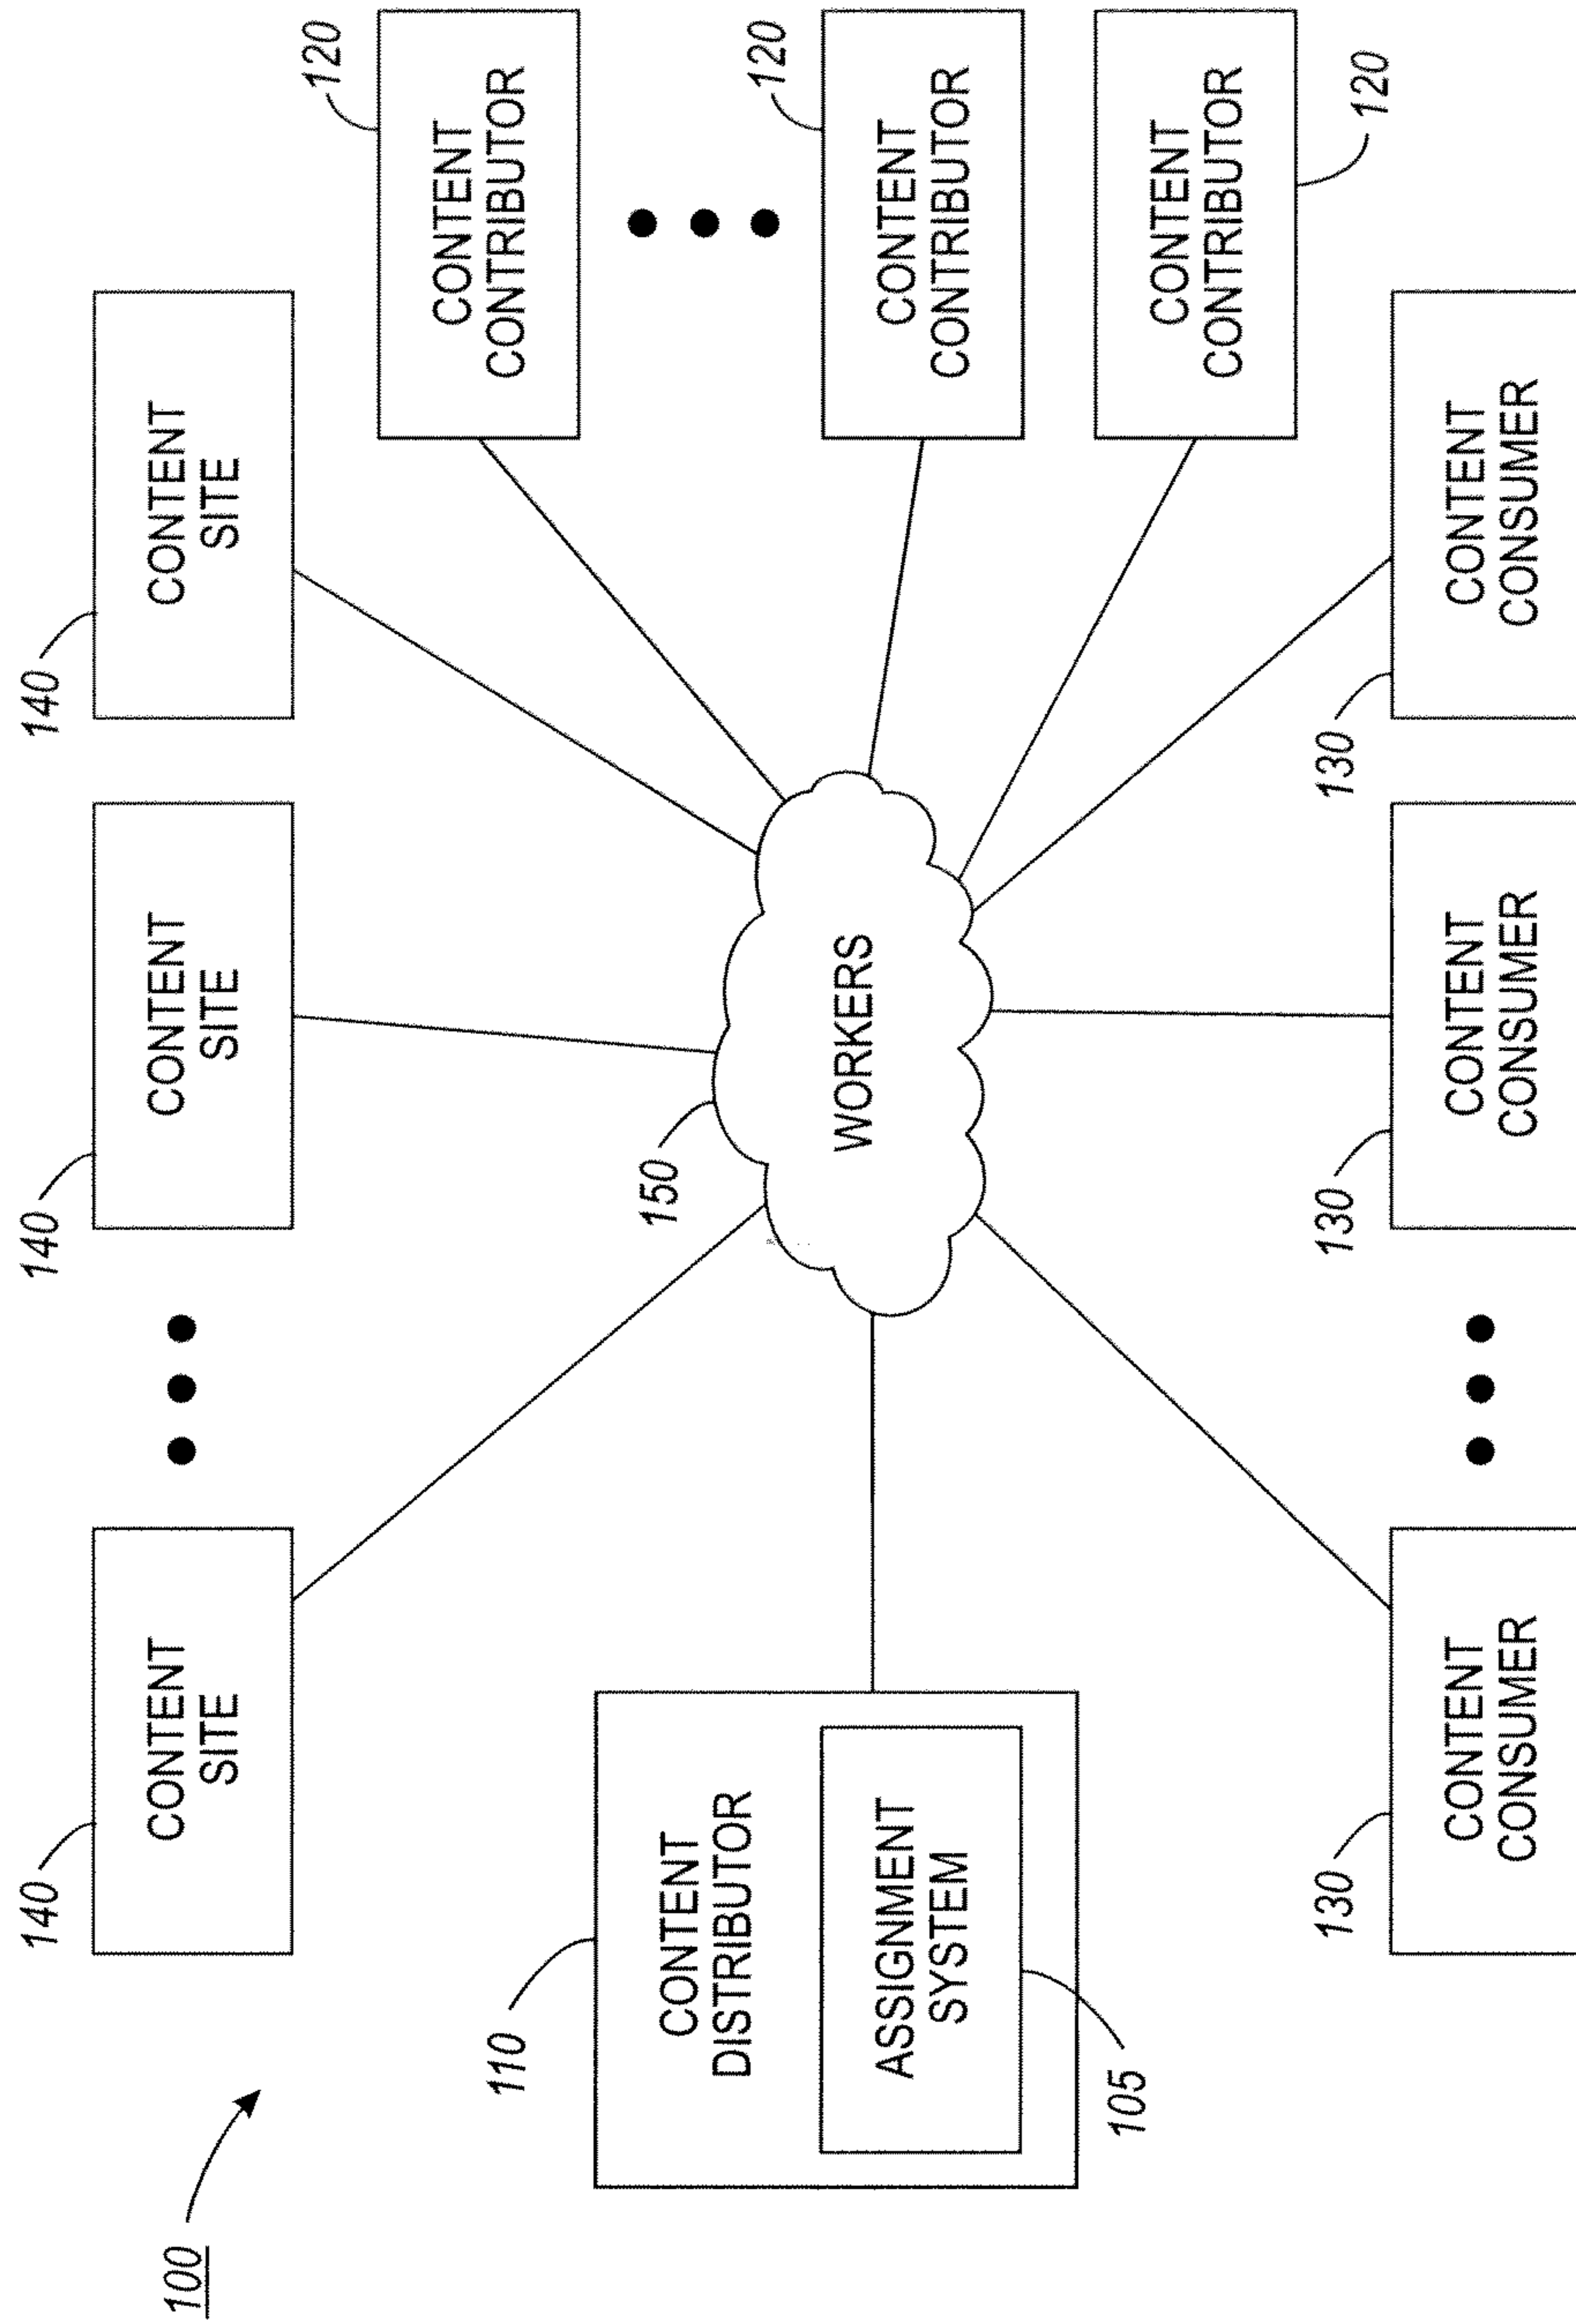 100
140
CONTENT
SITE
140
CONTENT
SITE
140
CONTENT
SITE
110
CONTENT
DISTRIBUTOR
ASSIGNMENT
SYSTEM
105
150
WORKERS
120
CONTENT
CONTRIBUTOR
120
CONTENT
CONTRIBUTOR
CONTENT
CONTRIBUTOR
120
130
CONTENT
CONSUMER
130
CONTENT
CONSUMER
130
CONTENT
CONSUMER